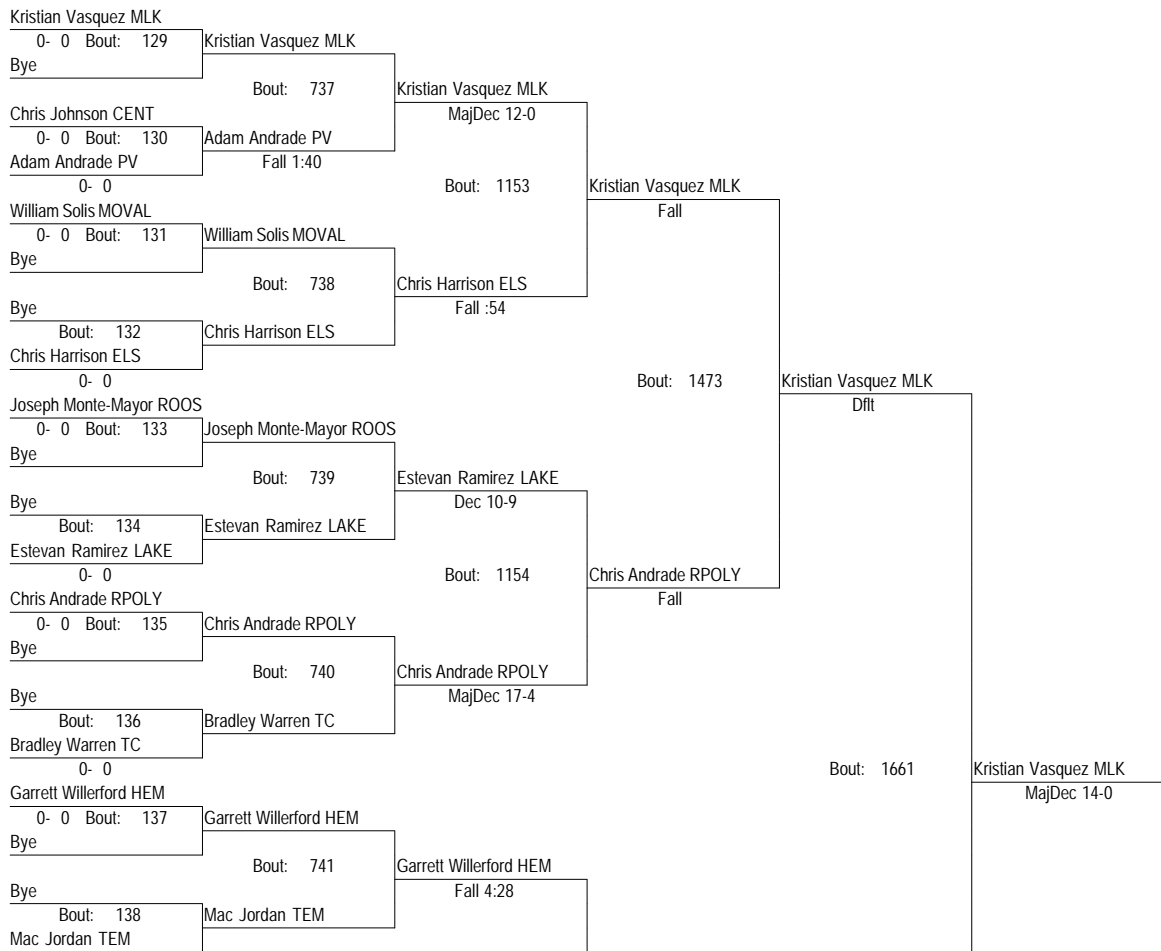 Kristian Vasquez MLK
0- 0 Bout: 129
Kristian Vasquez MLK
Bye
Bout: 737
Kristian Vasquez MLK
Chris Johnson CENT
MajDec 12-0
0- 0 Bout: 130
Adam Andrade PV
Adam Andrade PV
Fall 1:40
0- 0
Bout: 1153
Kristian Vasquez MLK
William Solis MOVAL
Fall
0- 0 Bout: 131
William Solis MOVAL
Bye
Bout: 738
Chris Harrison ELS
Bye
Fall :54
Bout: 132
Chris Harrison ELS
Chris Harrison ELS
0- 0
Bout: 1473
Kristian Vasquez MLK
Joseph Monte-Mayor ROOS
Dflt
0- 0 Bout: 133
Joseph Monte-Mayor ROOS
Bye
Bout: 739
Estevan Ramirez LAKE
Bye
Dec 10-9
Bout: 134
Estevan Ramirez LAKE
Estevan Ramirez LAKE
0- 0
Bout: 1154
Chris Andrade RPOLY
Chris Andrade RPOLY
Fall
0- 0 Bout: 135
Chris Andrade RPOLY
Bye
Bout: 740
Chris Andrade RPOLY
Bye
MajDec 17-4
Bout: 136
Bradley Warren TC
Bradley Warren TC
0- 0
Bout: 1661
Kristian Vasquez MLK
Garrett Willerford HEM
MajDec 14-0
0- 0 Bout: 137
Garrett Willerford HEM
Bye
Bout: 741
Garrett Willerford HEM
Bye
Fall 4:28
Bout: 138
Mac Jordan TEM
Mac Jordan TEM